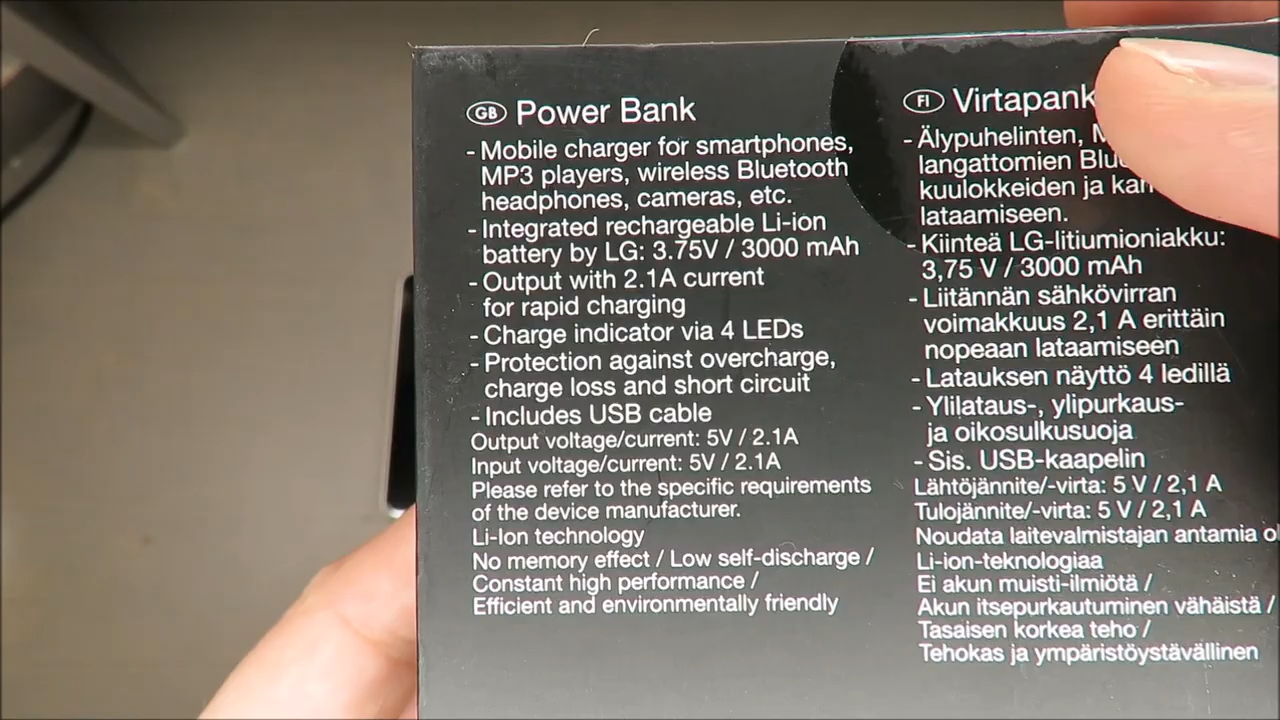 GB Power Bank
- Mobile charger for smartphones,
MP3 players, wireless Bluetooth
headphones, cameras, etc.
- Integrated rechargeable Li-ion
battery by LG: 3.75V / 3000 mAh
- Output with 2.1A current
for rapid charging
- Charge indicator via 4 LEDs
- Protection against overcharge,
charge loss and short circuit
- Includes USB cable
Output voltage/current: 5V / 2.1A
Input voltage/current: 5V / 2.1A
Please refer to the specific requirements
of the device manufacturer.
Li-Ion technology
No memory effect / Low self-discharge /
Constant high performance /
Efficient and environmentally friendly
FI Virtapank
- Älypuhelinten, M
langattomien Blu
kuulokkeiden ja kam
lataamiseen.
- Kiinteä LG-litiumioniakku:
3,75 V / 3000 mAh
- Liitännän sähkövirran
voimakkuus 2,1 A erittäin
nopeaan lataamiseen
- Latauksen näyttö 4 ledillä
- Ylilataus-, ylipurkaus-
ja oikosulkusuoja
- Sis. USB-kaapelin
Lähtöjännite/-virta: 5 V / 2,1 A
Tulojännite/-virta: 5 V / 2,1 A
Noudata laitevalmistajan antamia
Li-ion-teknologiaa
Ei akun muisti-ilmiötä /
Akun itsepurkautuminen vähäistä /
Tasaisen korkea teho /
Tehokas ja ympäristöystävällinen